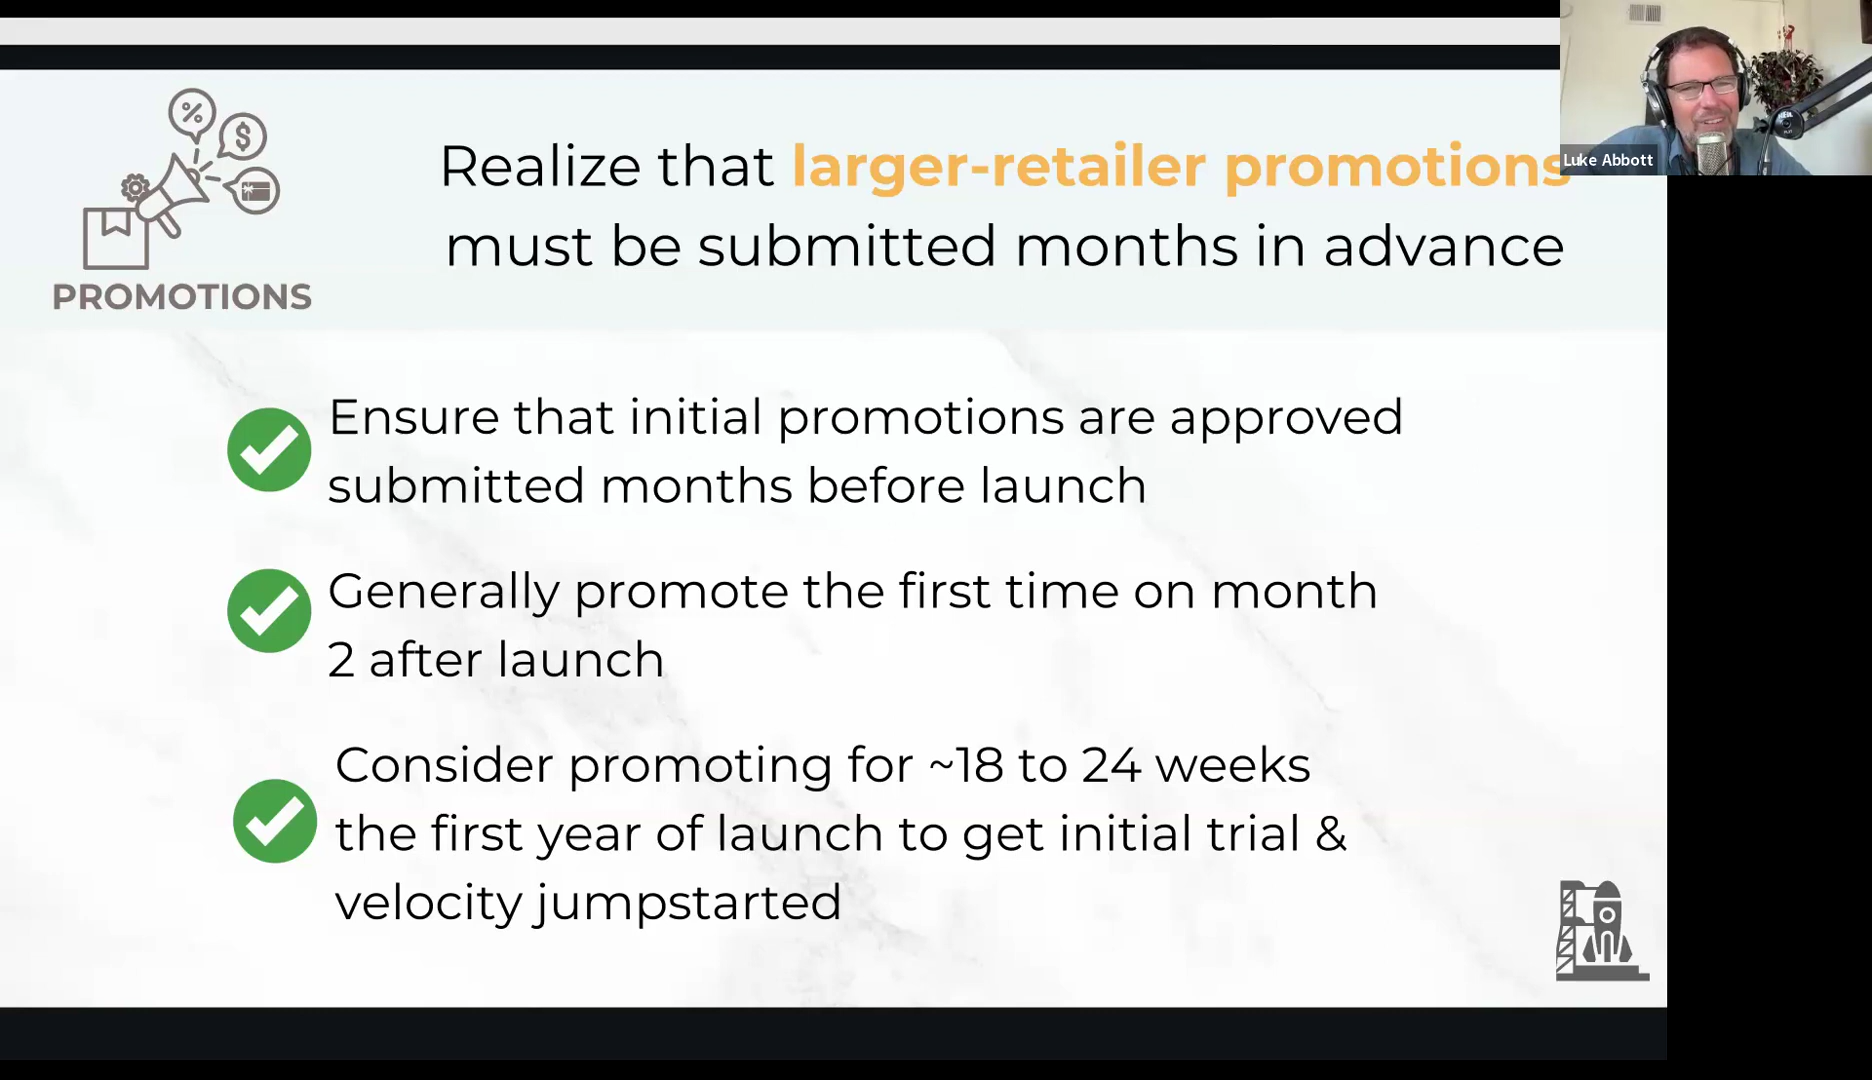 Realize that larger-retailer promotions
must be submitted months in advance
% $
PROMOTIONS
Luke Abbott
Ensure that initial promotions are approved
submitted months before launch
Generally promote the first time on month
2 after launch
Consider promoting for ~18 to 24 weeks
the first year of launch to get initial trial &
velocity jumpstarted